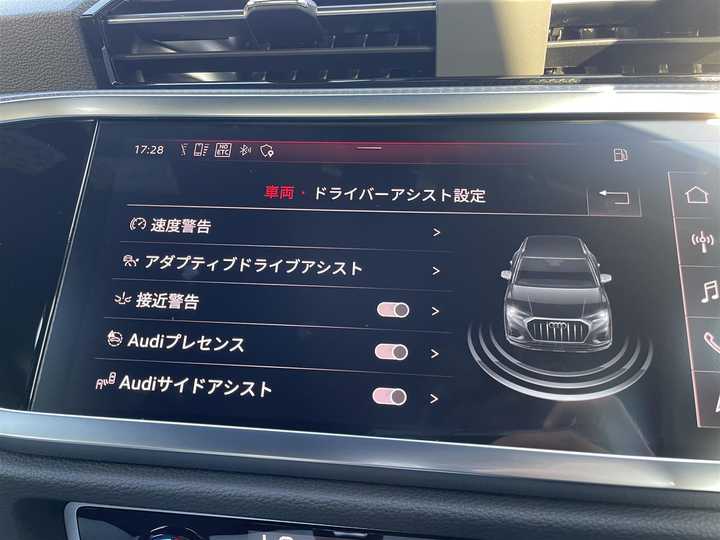 17:28 NO ETC
車両・ドライバーアシスト設定
速度警告
アダプティブドライブアシスト
接近警告
Audiプレセンス
Audiサイドアシスト